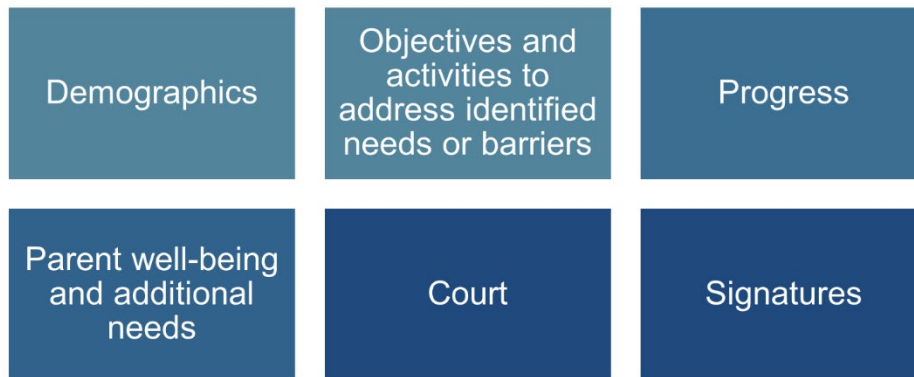 Demographics
Objectives and
activities to
address identified
needs or barriers
Progress
Parent well-being
and additional
needs
Court
Signatures